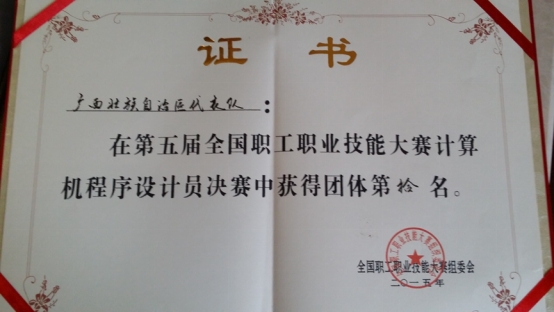 证书
广西壮族自治区代表队：
在第五届全国职工职业技能大赛计算
机程序设计员决赛中获得团体第拾名。
全国职工职业技能大赛组委会
二〇一五年